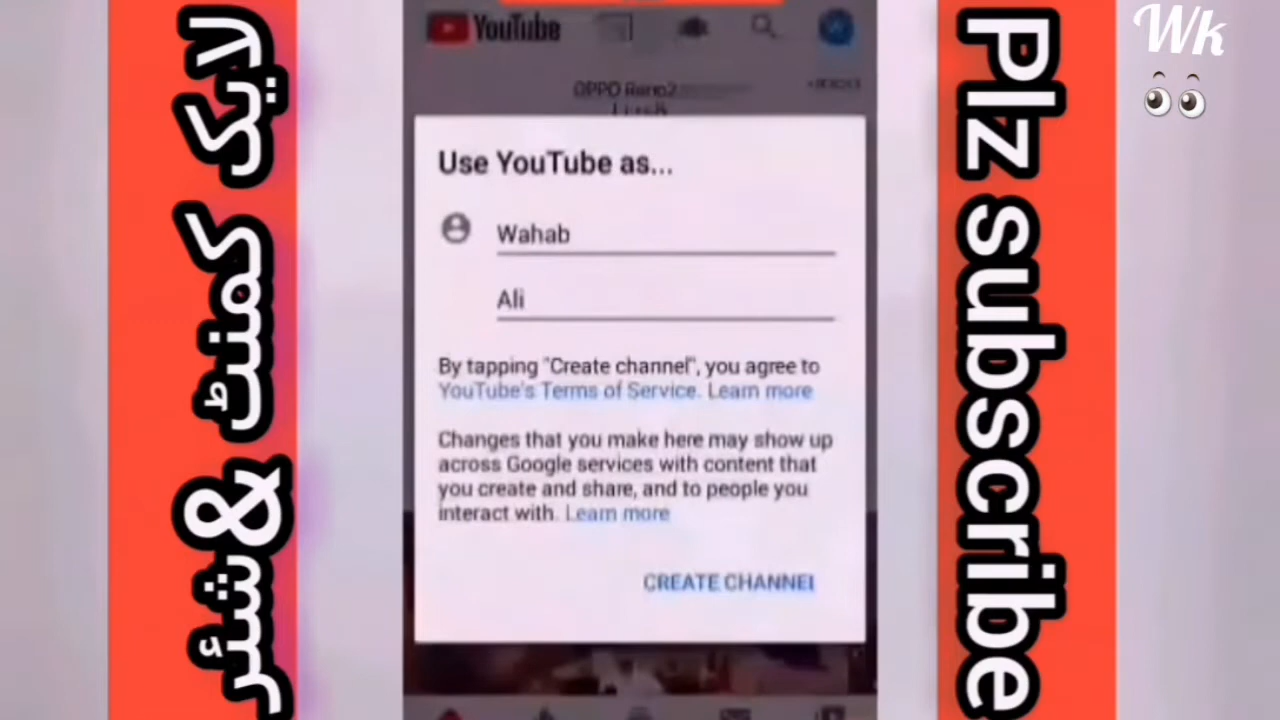 لایک کمنٹ &شئر
YouTube
OPPO Reno2
Use YouTube as...
Wahab
Ali
By tapping "Create channel", you agree to
YouTube's Terms of Service. Learn more
Changes that you make here may show up
across Google services with content that
you create and share, and to people you
interact with. Learn more
CREATE CHANNEL
Plz subscribe
Wk